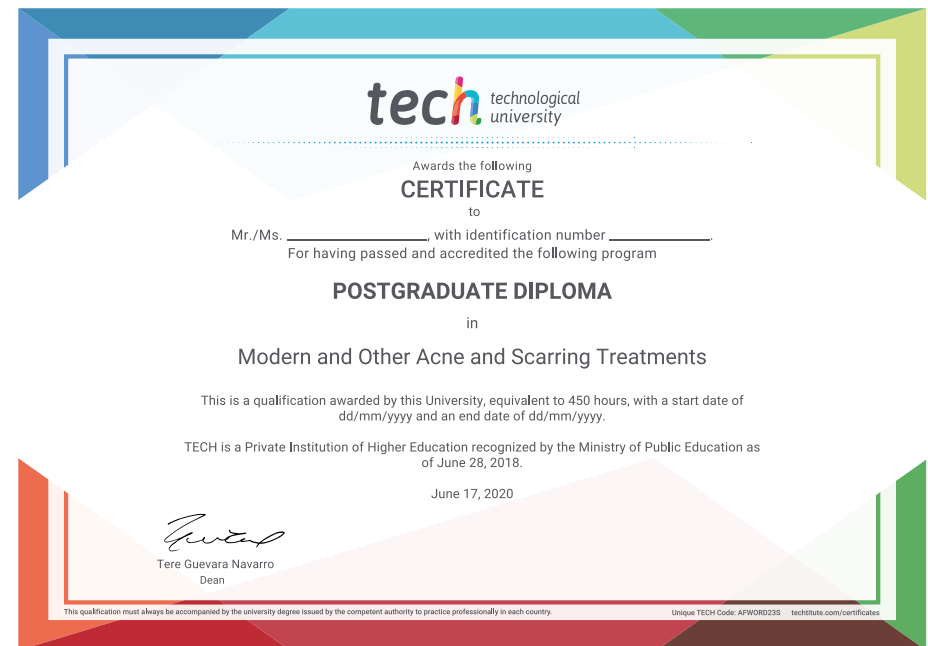 tech technological
university
Awards the following
CERTIFICATE
to
Mr./Ms. ____________, with identification number ____________.
For having passed and accredited the following program
POSTGRADUATE DIPLOMA
in
Modern and Other Acne and Scarring Treatments
This is a qualification awarded by this University, equivalent to 450 hours, with a start date of
dd/mm/yyyy and an end date of dd/mm/yyyy.
TECH is a Private Institution of Higher Education recognized by the Ministry of Public Education as
of June 28, 2018.
June 17, 2020
Tere Guevara Navarro
Dean
This qualification must always be accompanied by the university degree issued by the competent authority to practice professionally in each country.
Unique TECH Code: AFWORD23S techtitute.com/certificates